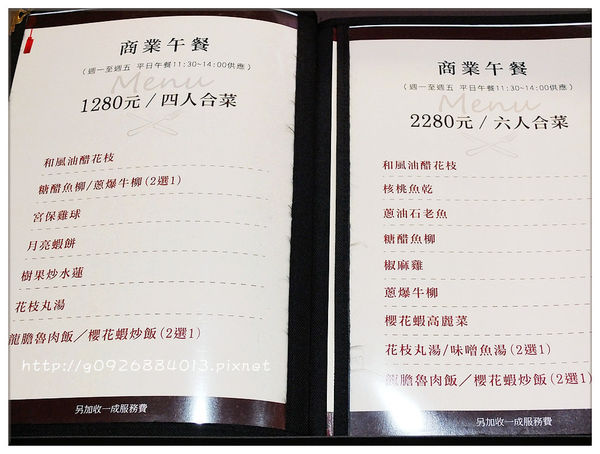 商業午餐
(週一至週五 平日午餐11:30~14:00供應)
Menu
1280元/四人合菜
和風油醋花枝
糖醋魚柳/蔥爆牛柳(2選1)
宮保雞球
月亮蝦餅
樹果炒水蓮
花枝丸湯
龍膽魯肉飯/櫻花蝦炒飯(2選1)
http://g0926884013.pixnet
另加收一成服務費
商業午餐
(週一至週五 平日午餐11:30~14:00供應)
Menu
2280元/六人合菜
和風油醋花枝
核桃魚乾
蔥油石老魚
糖醋魚柳
椒麻雞
蔥爆牛柳
櫻花蝦高麗菜
花枝丸湯/味噌魚湯(2選1)
龍膽魯肉飯/櫻花蝦炒飯(2選1)
另加收一成服務費